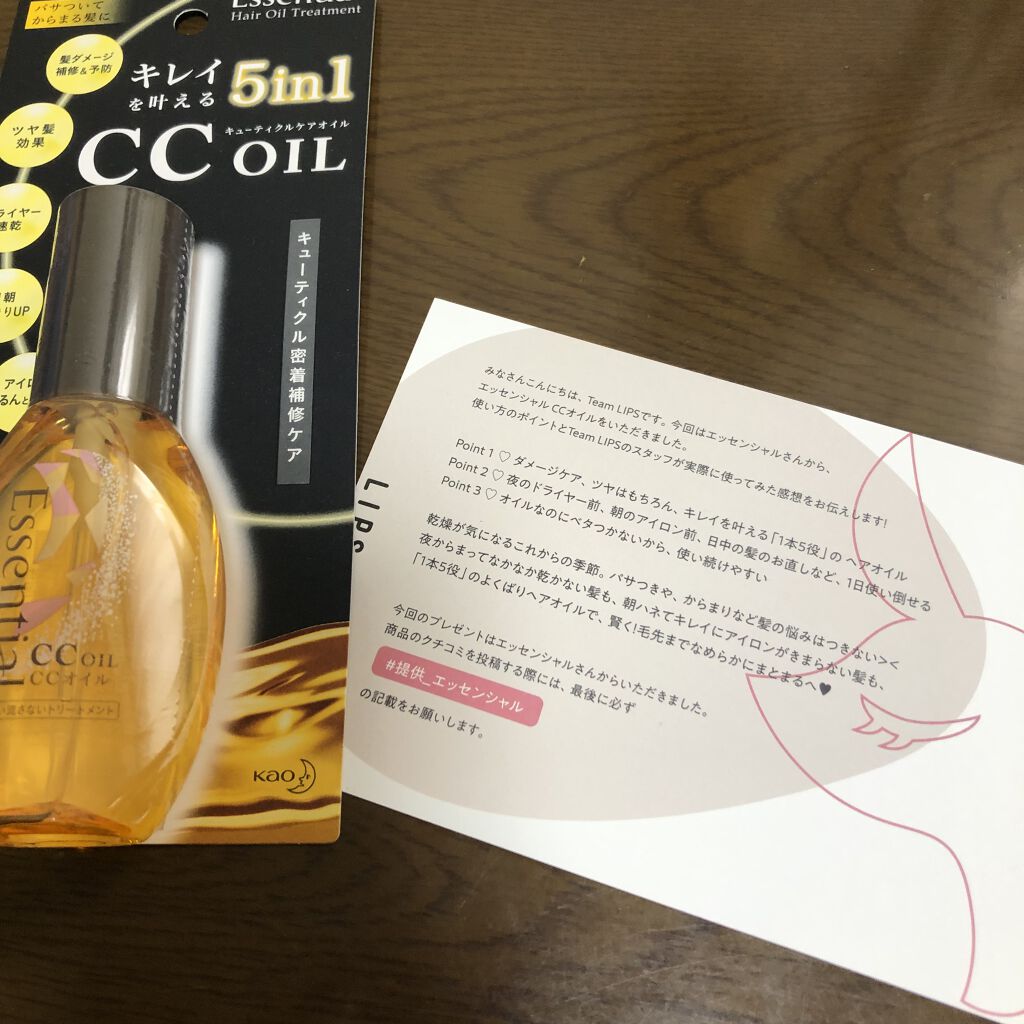 パサついて
からまる髪に
Hair Oil Treatment
髪ダメージ
補修&予防
キレイ
を叶える
5in1
キューティクルケアオイル
CC OIL
ツヤ髪
効果
速乾
朝
UP
キューティクル密着補修ケア
Essential
CC OIL
CCオイル
流さないトリートメント
Kao
LIPS
みなさんこんにちは、Team LIPSです。今回はエッセンシャルさんから、
エッセンシャル CCオイルをいただきました。
使い方のポイントとTeam LIPSのスタッフが実際に使ってみた感想をお伝えします!
Point 1 ♡ ダメージケア、ツヤはもちろん、キレイを叶える「1本5役」の ヘアオイル
Point 2 ♡ 夜のドライヤー前、朝のアイロン前、日中の髪のお直しなど、1日使い倒せる
Point 3 ♡ オイルなのにベタつかないから、使い続けやすい
乾燥が気になるこれからの季節。パサつきや、からまりなど髪の悩みはつきない><
夜からまってなかなか乾かない髪も、朝ハネてキレイにアイロンがきまらない髪も、
「1本5役」のよくばりヘアオイルで、賢く!毛先までなめらかにまとまるへ♥
今回のプレゼントはエッセンシャルさんからいただきました。
商品のクチコミを投稿する際には、最後に必ず
#提供_エッセンシャル
の記載をお願いします。